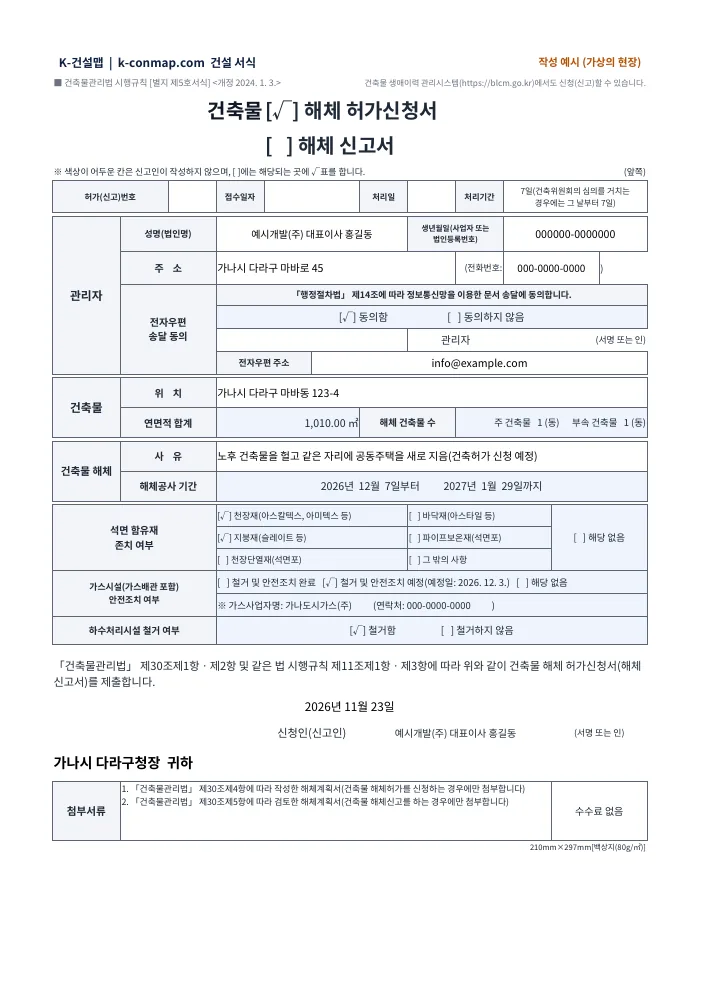 K-건설맵 | k-conmap.com 건설 서식
작성 예시 (가상의 현장)
■ 건축물관리법 시행규칙 [별지 제5호서식] <개정 2024. 1. 3.>
건축물 생애이력 관리시스템(https://blcm.go.kr)에서도 신청(신고)할 수 있습니다.
건축물 [√] 해체 허가신청서
[ ] 해체 신고서
※ 색상이 어두운 칸은 신고인이 작성하지 않으며, [ ]에는 해당되는 곳에 √표를 합니다.
(앞쪽)
허가(신고)번호
접수일자
처리일
처리기간
7일(건축위원회의 심의를 거치는
경우에는 그 날부터 7일)
관리자
성명(법인명)
예시개발(주) 대표이사 홍길동
생년월일(사업자 또는
법인등록번호)
000000-0000000
주 소
가나시 다라구 마바로 45
(전화번호: 000-0000-0000 )
전자우편
송달 동의
「행정절차법」 제14조에 따라 정보통신망을 이용한 문서 송달에 동의합니다.
[√] 동의함 [ ] 동의하지 않음
관리자 (서명 또는 인)
전자우편 주소
info@example.com
건축물
위 치
가나시 다라구 마바동 123-4
연면적 합계
1,010.00 ㎡
해체 건축물 수
주 건축물 1 (동) 부속 건축물 1 (동)
건축물 해체
사 유
노후 건축물을 헐고 같은 자리에 공동주택을 새로 지음(건축허가 신청 예정)
해체공사 기간
2026년 12월 7일부터 2027년 1월 29일까지
석면 함유재
존치 여부
[√] 천장재(아스칼텍스, 아미텍스 등)
[ ] 바닥재(아스타일 등)
[√] 지붕재(슬레이트 등)
[ ] 파이프보온재(석면포)
[ ] 해당 없음
[ ] 천장단열재(석면포)
[ ] 그 밖의 사항
가스시설(가스배관 포함)
안전조치 여부
[ ] 철거 및 안전조치 완료 [√] 철거 및 안전조치 예정(예정일: 2026. 12. 3.) [ ] 해당 없음
※ 가스사업자명: 가나도시가스(주) (연락처: 000-0000-0000 )
하수처리시설 철거 여부
[√] 철거함 [ ] 철거하지 않음
「건축물관리법」 제30조제1항ㆍ제2항 및 같은 법 시행규칙 제11조제1항ㆍ제3항에 따라 위와 같이 건축물 해체 허가신청서(해체
신고서)를 제출합니다.
2026년 11월 23일
신청인(신고인) 예시개발(주) 대표이사 홍길동 (서명 또는 인)
가나시 다라구청장 귀하
첨부서류
1. 「건축물관리법」 제30조제4항에 따라 작성한 해체계획서(건축물 해체허가를 신청하는 경우에만 첨부합니다)
2. 「건축물관리법」 제30조제5항에 따라 검토한 해체계획서(건축물 해체신고를 하는 경우에만 첨부합니다)
수수료 없음
210mm×297mm[백상지(80g/㎡)]